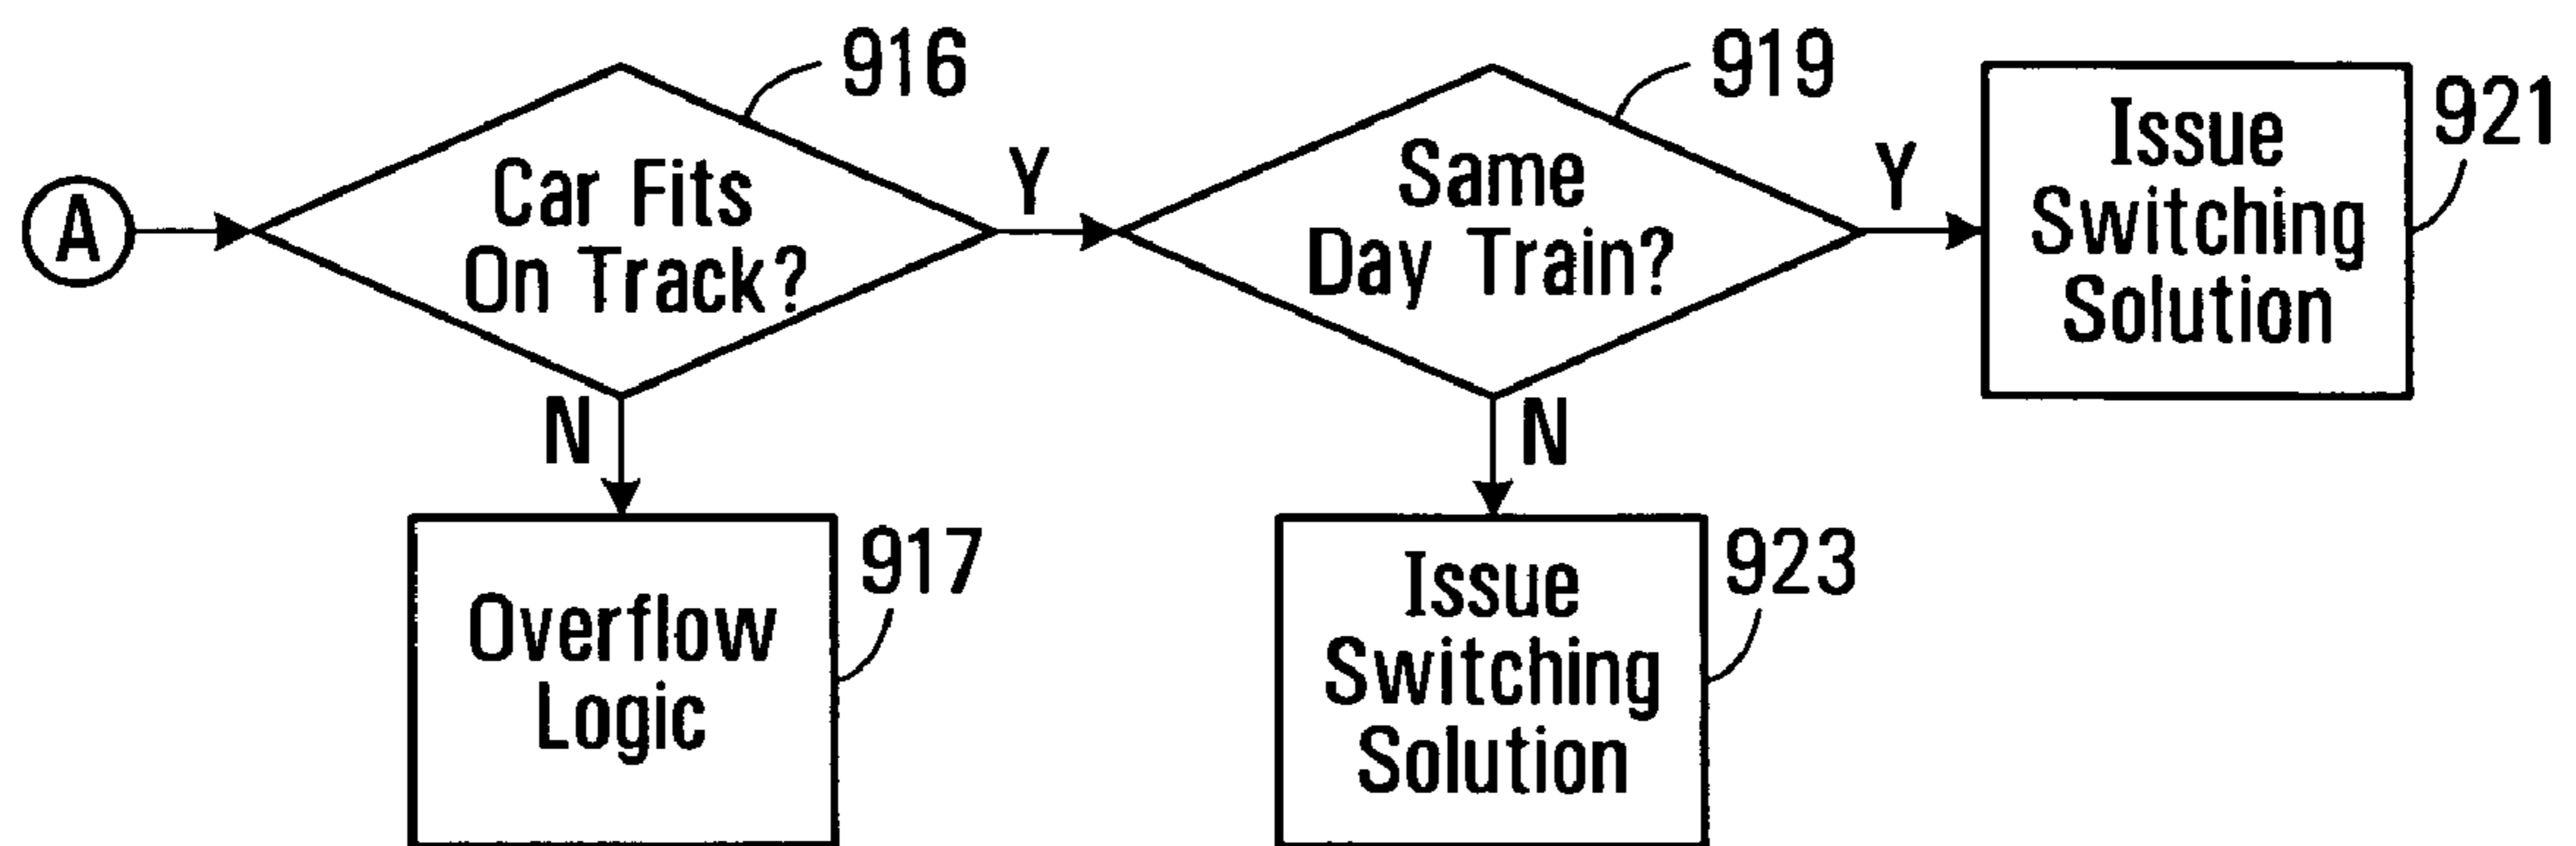 A
916
Car Fits
On Track?
Y
919
Same
Day Train?
Y
921
Issue
Switching
Solution
N
917
Overflow
Logic
N
923
Issue
Switching
Solution